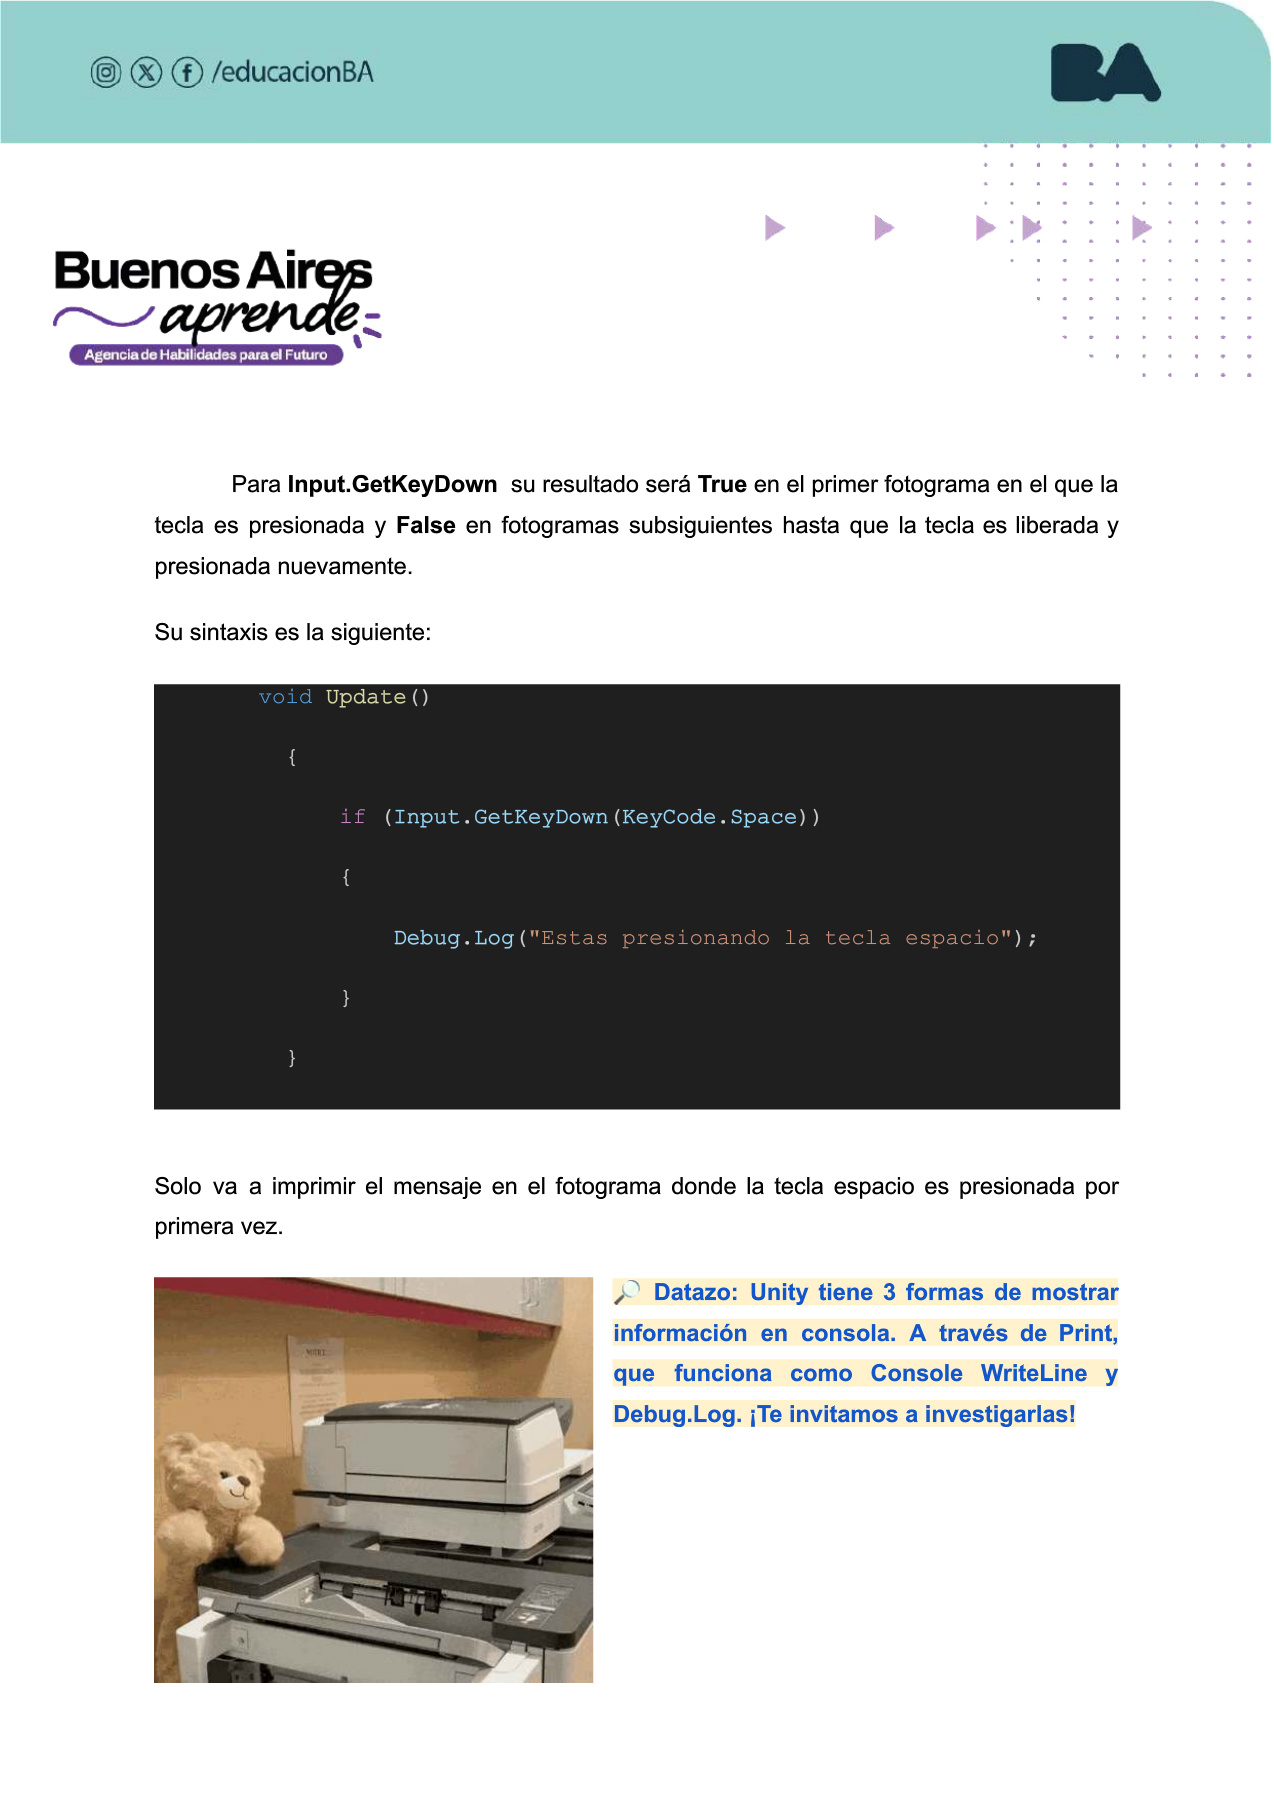 /educacionBA
BA
Buenos Aires
aprende
Agencia de Habilidades para el Futuro
Para Input.GetKeyDown su resultado será True en el primer fotograma en el que la
tecla es presionada y False en fotogramas subsiguientes hasta que la tecla es liberada y
presionada nuevamente.
Su sintaxis es la siguiente:
void Update()
{
if (Input.GetKeyDown(KeyCode.Space))
{
Debug.Log("Estas presionando la tecla espacio");
}
}
Solo va a imprimir el mensaje en el fotograma donde la tecla espacio es presionada por
primera vez.
🔎 Datazo: Unity tiene 3 formas de mostrar
información en consola. A través de Print,
que funciona como Console WriteLine y
Debug.Log. ¡Te invitamos a investigarlas!